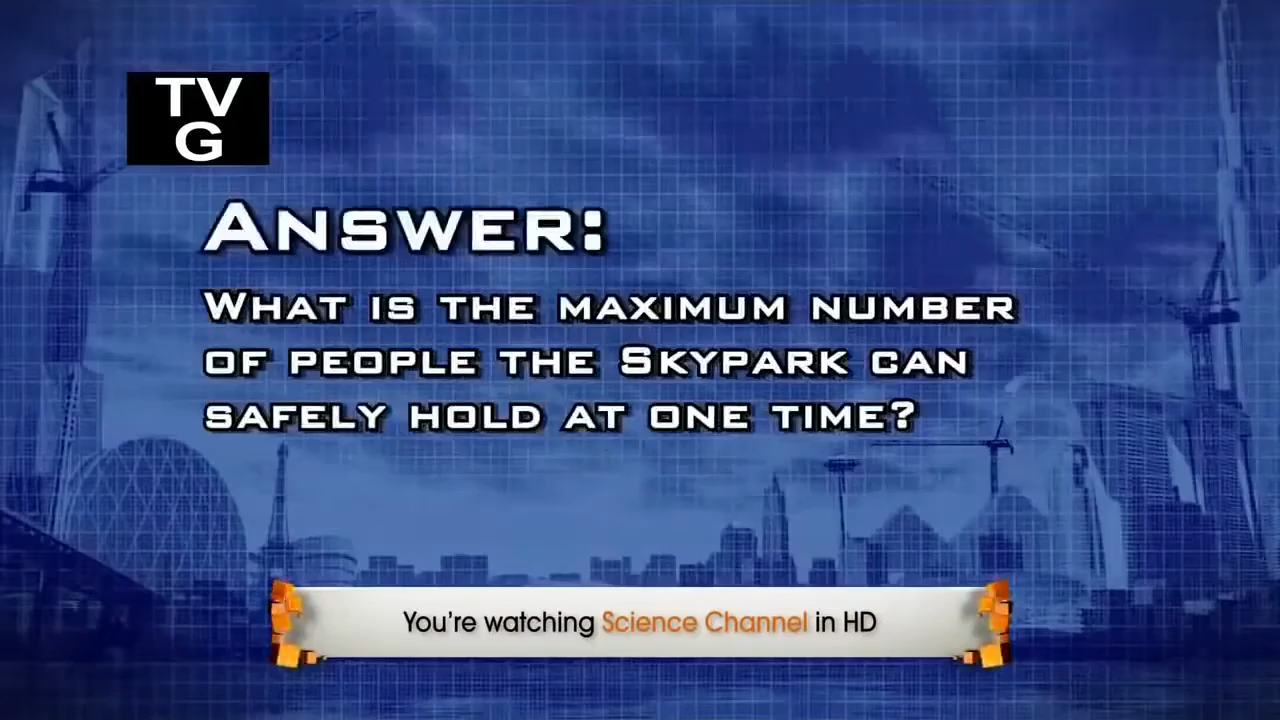 TV
G
ANSWER:
WHAT IS THE MAXIMUM NUMBER
OF PEOPLE THE SKYPARK CAN
SAFELY HOLD AT ONE TIME?
You're watching Science Channel in HD